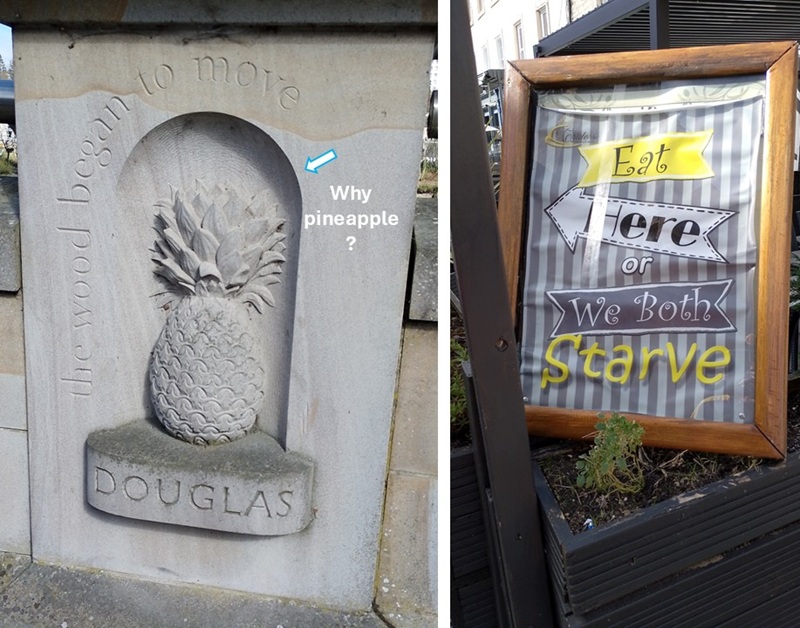 the wood began to move
Why
pineapple
?
DOUGLAS
Eat
Here
or
We Both
Starve